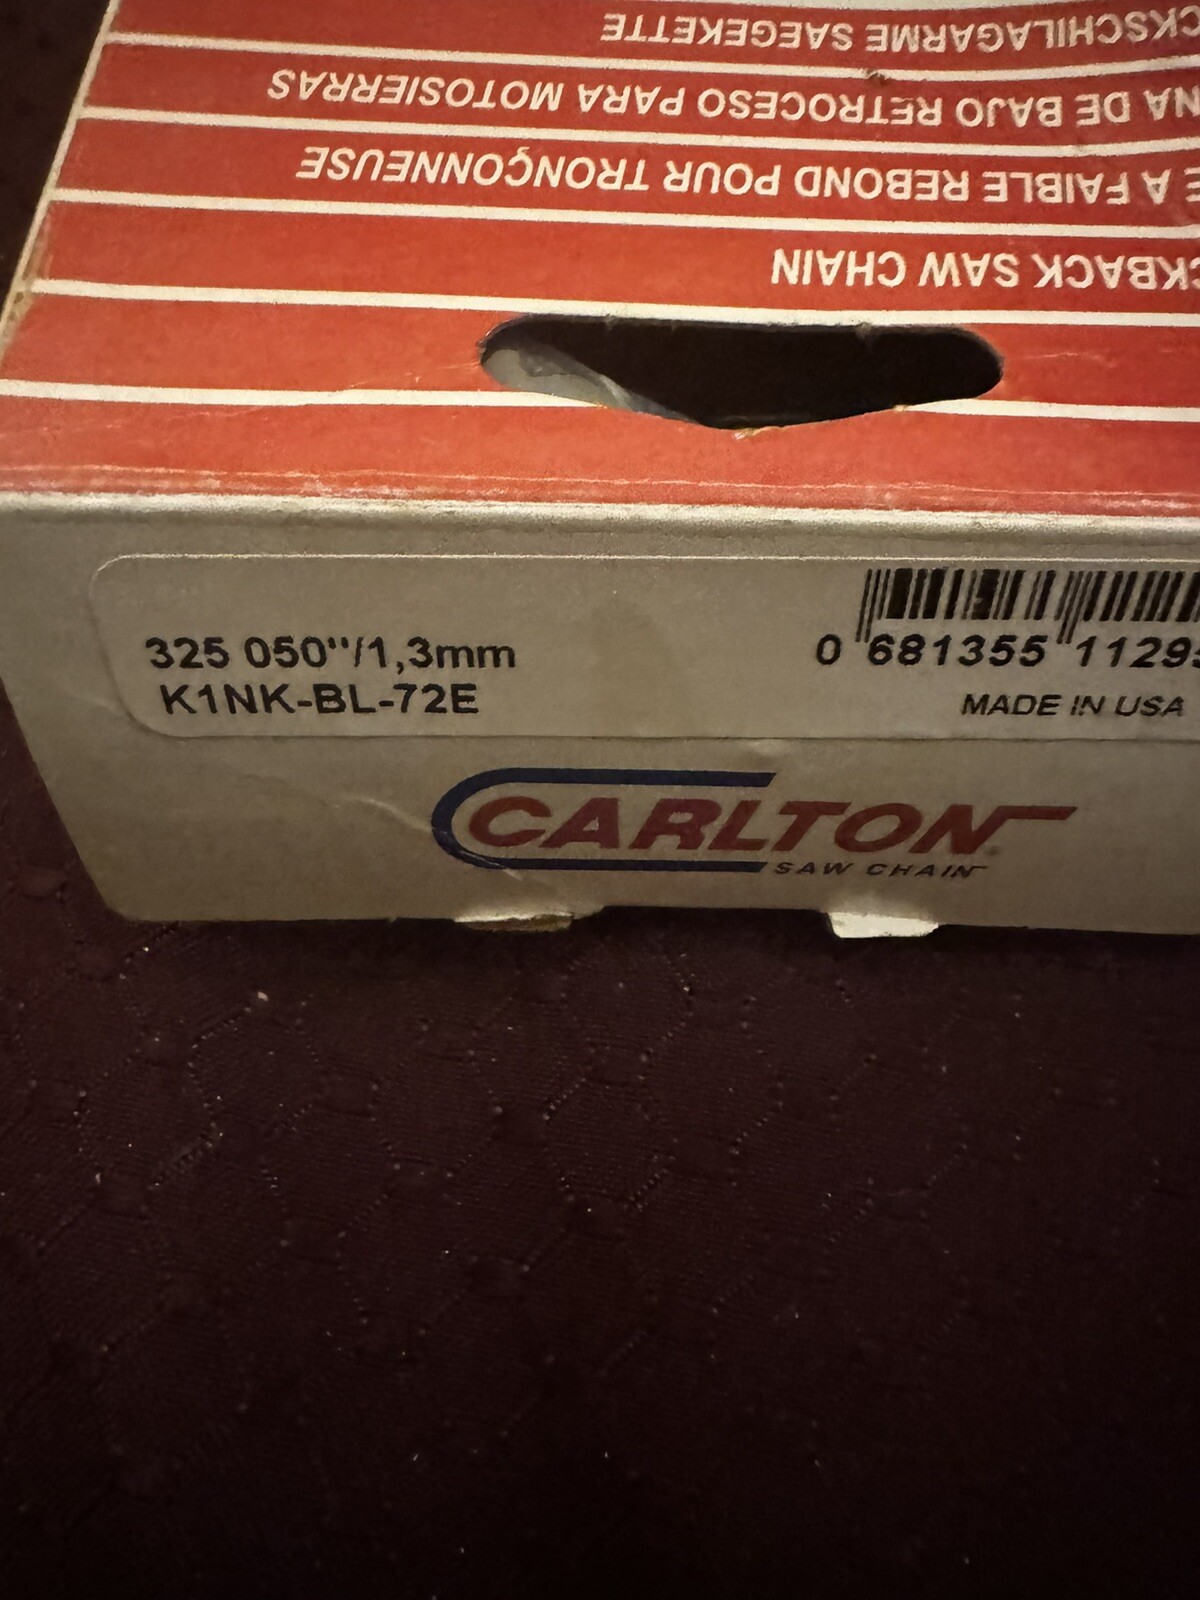 CKSCHLAGARME SAEGEKETTE
NA DE BAJO RETROCESO PARA MOTOSIERRAS
E A FAIBLE REBOND POUR TRONÇONNEUSE
CKBACK SAW CHAIN
325 050"/1,3mm
K1NK-BL-72E
0 681355 1129
MADE IN USA
CARLTON
SAW CHAIN